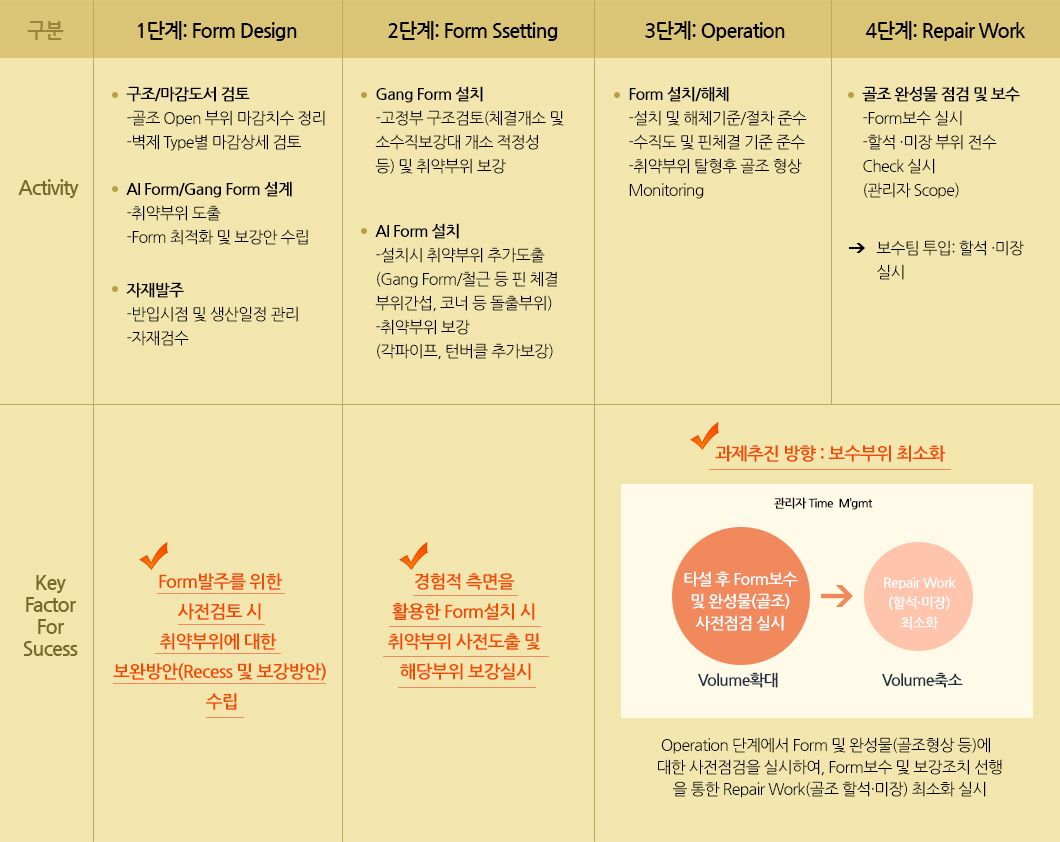 구분
1단계: Form Design
2단계: Form Ssetting
3단계: Operation
4단계: Repair Work
Activity
구조/마감도서 검토
-골조 Open 부위 마감치수 정리
-벽제 Type별 마감상세 검토
Al Form/Gang Form 설계
-취약부위 도출
-Form 최적화 및 보강안 수립
자재발주
-반입시점 및 생산일정 관리
-자재검수
Gang Form 설치
-고정부 구조검토(체결개소 및
소수직보강대 개소 적정성
등) 및 취약부위 보강
Al Form 설치
-설치시 취약부위 추가도출
(Gang Form/철근 등 핀 체결
부위간섭, 코너 등 돌출부위)
-취약부위 보강
(각파이프, 턴버클 추가보강)
Form 설치/해체
-설치 및 해체기준/절차 준수
-수직도 및 핀체결 기준 준수
-취약부위 탈형후 골조 형상
Monitoring
골조 완성물 점검 및 보수
-Form보수 실시
-할석 ·미장 부위 전수
Check 실시
(관리자 Scope)
➔ 보수팀 투입: 할석 ·미장
실시
Key
Factor
For
Sucess
Form발주를 위한
사전검토 시
취약부위에 대한
보완방안(Recess 및 보강방안)
수립
경험적 측면을
활용한 Form설치 시
취약부위 사전도출 및
해당부위 보강실시
과제추진 방향 : 보수부위 최소화
관리자 Time M'gmt
타설 후 Form보수
및 완성물(골조)
사전점검 실시
Volume확대
Repair Work
(할석·미장)
최소화
Volume축소
Operation 단계에서 Form 및 완성물(골조형상 등)에
대한 사전점검을 실시하여, Form보수 및 보강조치 선행
을 통한 Repair Work(골조 할석·미장) 최소화 실시